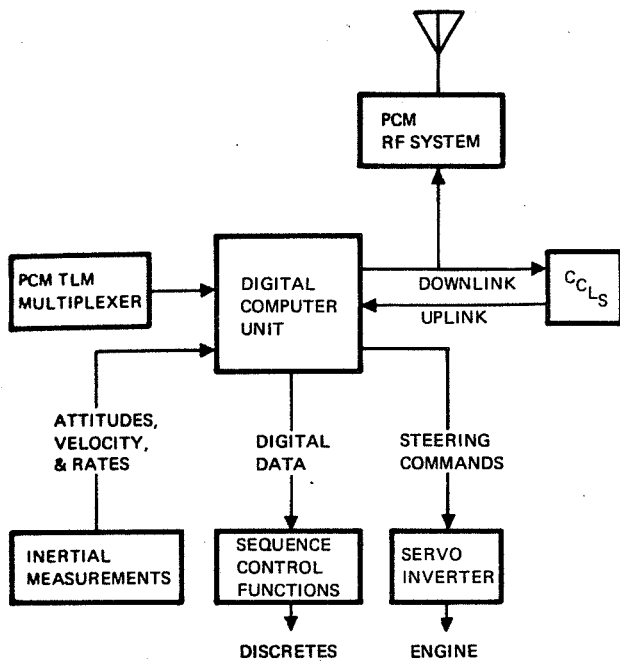 PCM
RF SYSTEM
PCM TLM
MULTIPLEXER
DIGITAL
COMPUTER
UNIT
DOWNLINK
UPLINK
CCLS
ATTITUDES,
VELOCITY,
& RATES
DIGITAL
DATA
STEERING
COMMANDS
INERTIAL
MEASUREMENTS
SEQUENCE
CONTROL
FUNCTIONS
SERVO
INVERTER
DISCRETES
ENGINE